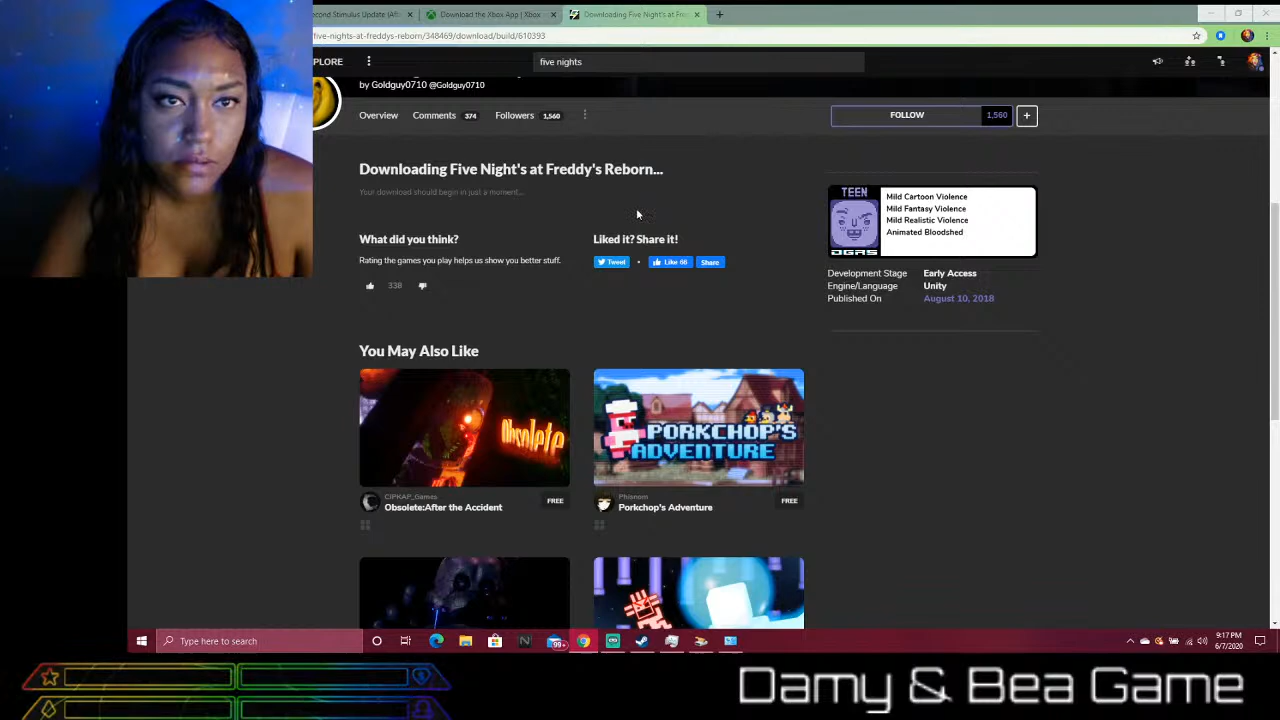 econd Stimulus Update (Afte
Download the Xbox App | Xbox
Downloading Five Night's at Fre
five-nights-at-freddys-reborn/348469/download/build/610393
PLORE
five nights
by Goldguy0710 @Goldguy0710
Overview
Comments 374
Followers 1,560
FOLLOW 1,560
+
Downloading Five Night's at Freddy's Reborn...
Your download should begin in just a moment...
What did you think?
Rating the games you play helps us show you better stuff.
338
Liked it? Share it!
Tweet
Like 66
Share
TEEN
DGAS
Mild Cartoon Violence
Mild Fantasy Violence
Mild Realistic Violence
Animated Bloodshed
Development Stage Early Access
Engine/Language Unity
Published On August 10, 2018
You May Also Like
Obsolete
CIPKAP_Games
Obsolete:After the Accident
FREE
PORKCHOP'S
ADVENTURE
Phisnom
Porkchop's Adventure
FREE
Type here to search
99+
9:17 PM
6/7/2020
Damy & Bea Game